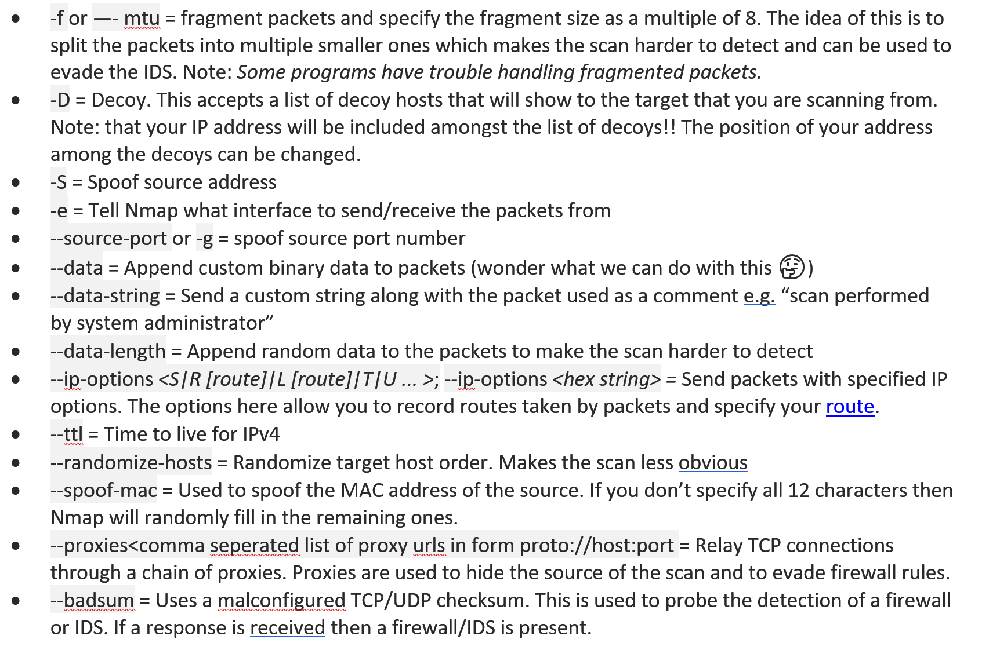 • -f or —- mtu = fragment packets and specify the fragment size as a multiple of 8. The idea of this is to
split the packets into multiple smaller ones which makes the scan harder to detect and can be used to
evade the IDS. Note: Some programs have trouble handling fragmented packets.
• -D = Decoy. This accepts a list of decoy hosts that will show to the target that you are scanning from.
Note: that your IP address will be included amongst the list of decoys!! The position of your address
among the decoys can be changed.
• -S = Spoof source address
• -e = Tell Nmap what interface to send/receive the packets from
• --source-port or -g = spoof source port number
• --data = Append custom binary data to packets (wonder what we can do with this 🤔)
• --data-string = Send a custom string along with the packet used as a comment e.g. “scan performed
by system administrator”
• --data-length = Append random data to the packets to make the scan harder to detect
• --ip-options <S|R [route]|L [route]|T|U ... >; --ip-options <hex string> = Send packets with specified IP
options. The options here allow you to record routes taken by packets and specify your route.
• --ttl = Time to live for IPv4
• --randomize-hosts = Randomize target host order. Makes the scan less obvious
• --spoof-mac = Used to spoof the MAC address of the source. If you don’t specify all 12 characters then
Nmap will randomly fill in the remaining ones.
• --proxies<comma seperated list of proxy urls in form proto://host:port = Relay TCP connections
through a chain of proxies. Proxies are used to hide the source of the scan and to evade firewall rules.
• --badsum = Uses a malconfigured TCP/UDP checksum. This is used to probe the detection of a firewall
or IDS. If a response is received then a firewall/IDS is present.